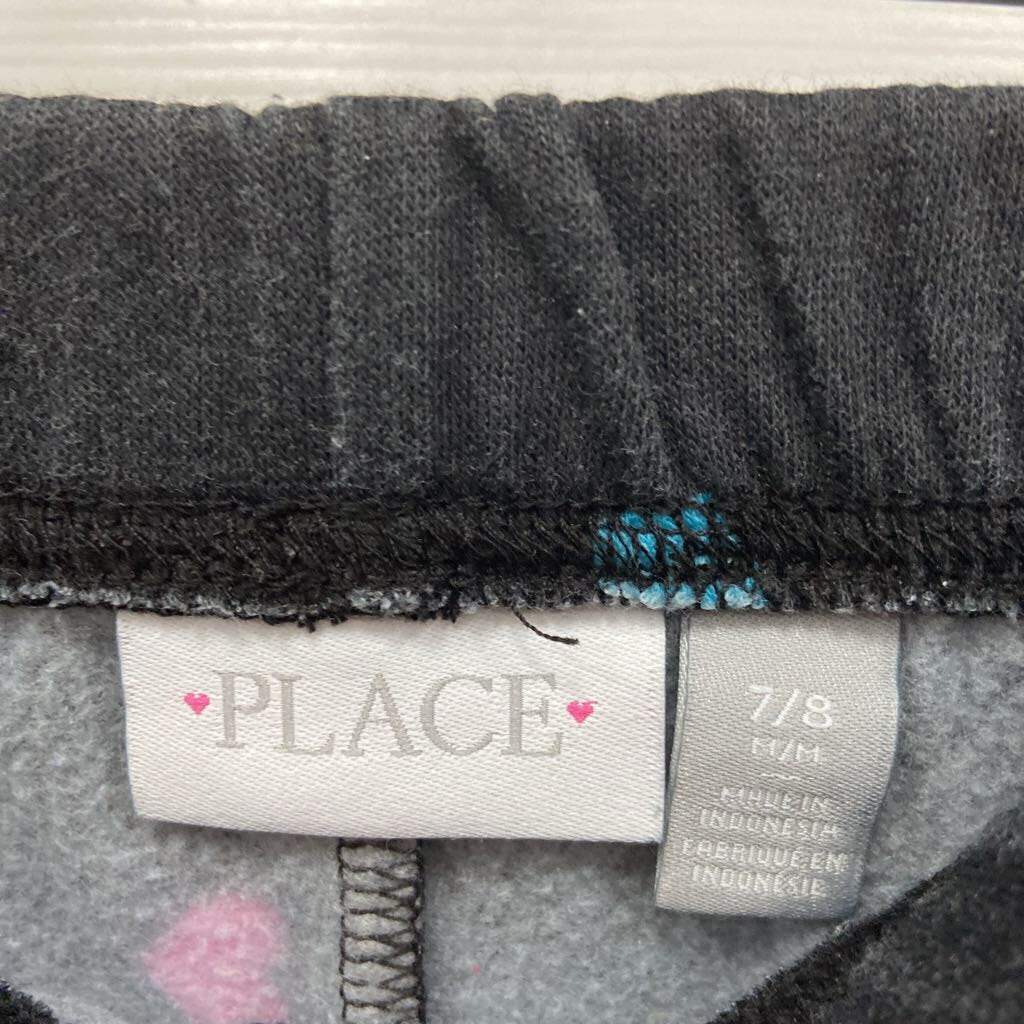 PLACE
7/8
M/M
MADE IN
INDONESIA
FABRIQUÉ EN
INDONÉSIE